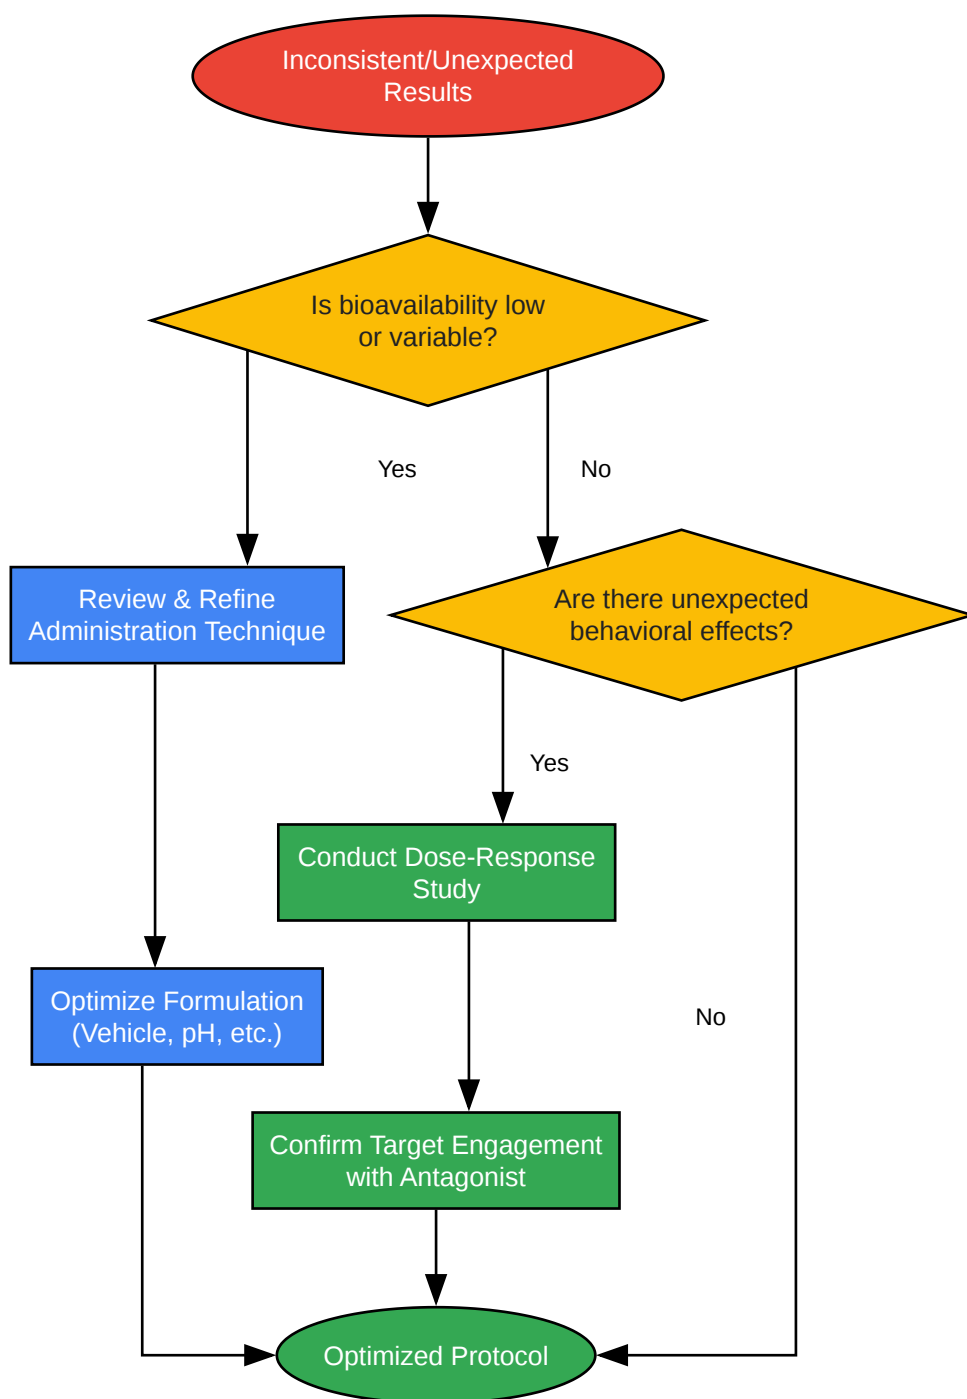 Inconsistent/Unexpected
Results
Is bioavailability low
or variable?
Yes
No
Review & Refine
Administration Technique
Are there unexpected
behavioral effects?
Yes
Conduct Dose-Response
Study
Optimize Formulation
(Vehicle, pH, etc.)
No
Confirm Target Engagement
with Antagonist
Optimized Protocol